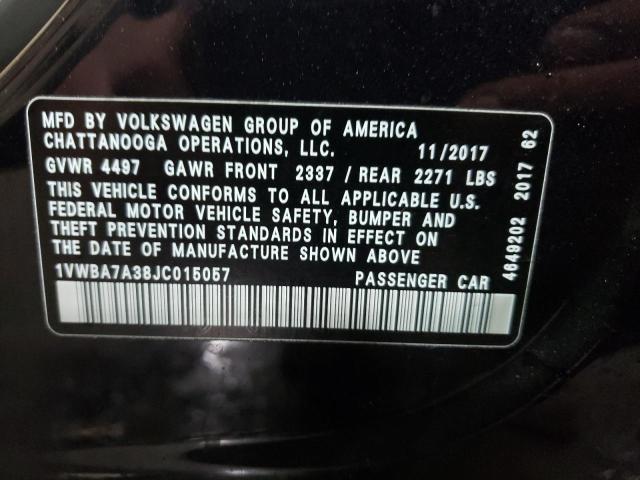 MFD BY VOLKSWAGEN GROUP OF AMERICA
CHATTANOOGA OPERATIONS, LLC. 11/2017
GVWR 4497 GAWR FRONT 2337 / REAR 2271 LBS
THIS VEHICLE CONFORMS TO ALL APPLICABLE U.S.
FEDERAL MOTOR VEHICLE SAFETY, BUMPER AND
THEFT PREVENTION STANDARDS IN EFFECT ON
THE DATE OF MANUFACTURE SHOWN ABOVE
1VWBA7A38JC015057 PASSENGER CAR
4649202 2017 62